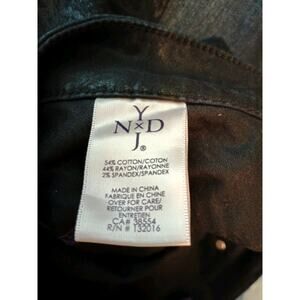 Y
N×D
J®
54% COTTON/COTON
44% RAYON/RAYONNE
2% SPANDEX/SPANDEX
MADE IN CHINA
FABRIQUE EN CHINE
OVER FOR CARE/
RETOURNER POUR
ENTRETIEN
CA# 38554
R/N # 132016